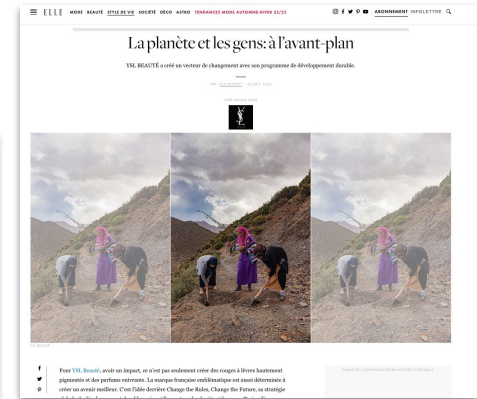 ELLE MODE BEAUTÉ STYLE DE VIE SOCIÉTÉ DÉCO ASTRO TENDANCES MODE AUTOMNE-HIVER 22/23 ABONNEMENT INFOLETTRE
La planète et les gens: à l'avant-plan
YSL BEAUTÉ a créé un vecteur de changement avec son programme de développement durable.
Pour YSL Beauté, avoir un impact, ce n'est pas seulement créer des rouges à lèvres hautement
pigmentés et des parfums enivrants. La marque française emblématique est aussi déterminée à
créer un avenir meilleur. C'est l'idée derrière Change the Rules, Change the Future, sa stratégie